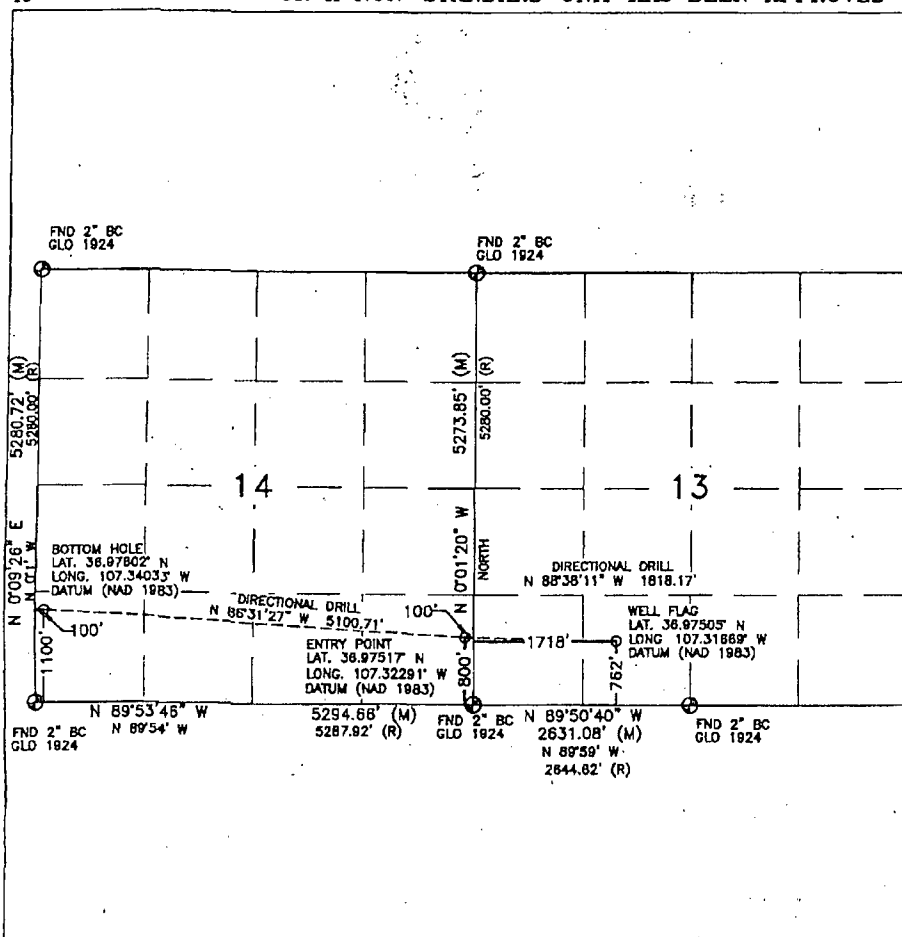 FND 2" BC
GLO 1924
FND 2" BC
GLO 1924
5280.72' (M)
5280.00' (R)
N 0°09'26" E
N 0°1' W
5273.85' (M)
5280.00' (R)
N 0°01'20" W
NORTH
14
13
BOTTOM HOLE
LAT. 36.97602° N
LONG. 107.34033° W
DATUM (NAD 1983)
100'
1100'
DIRECTIONAL DRILL
N 86°31'27" W 5100.71'
100'
ENTRY POINT
LAT. 36.97517° N
LONG. 107.32291° W
DATUM (NAD 1983)
800'
DIRECTIONAL DRILL
N 88°38'11" W 1818.17'
1718'
WELL FLAG
LAT. 36.97505° N
LONG 107.31669° W
DATUM (NAD 1983)
762'
FND 2" BC
GLO 1924
N 89°53'46" W
N 89°54' W
5294.66' (M)
5287.92' (R)
FND 2" BC
GLO 1924
N 89°50'40" W
2631.08' (M)
N 89°59' W
2644.62' (R)
FND 2" BC
GLO 1924